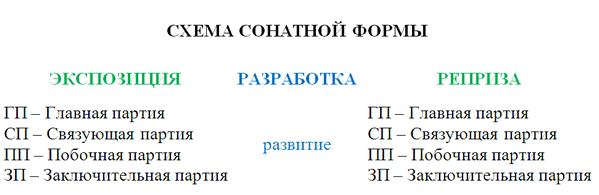 СХЕМА СОНАТНОЙ ФОРМЫ
ЭКСПОЗИЦИЯ РАЗРАБОТКА РЕПРИЗА
ГП – Главная партия ГП – Главная партия
СП – Связующая партия СП – Связующая партия
развитие
ПП – Побочная партия ПП – Побочная партия
ЗП – Заключительная партия ЗП – Заключительная партия